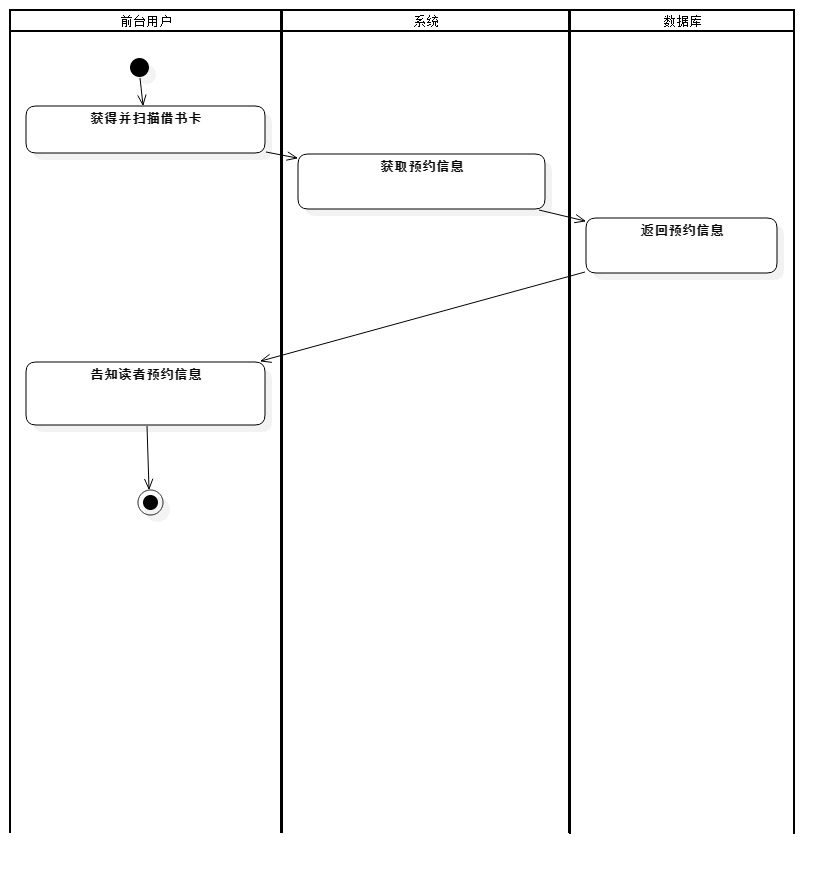 前台用户
系统
数据库
获得并扫描借书卡
获取预约信息
返回预约信息
告知读者预约信息